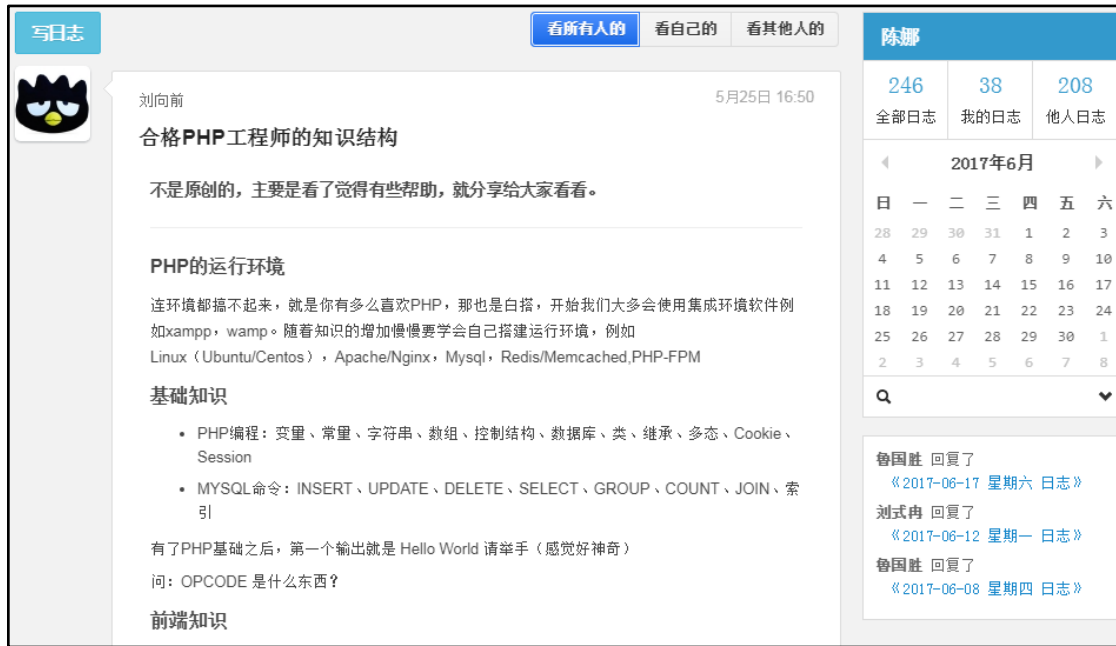 写日志
看所有人的 看自己的 看其他人的
刘向前 5月25日 16:50
合格PHP工程师的知识结构
不是原创的，主要是看了觉得有些帮助，就分享给大家看看。
PHP的运行环境
连环境都搞不起来，就是你有多么喜欢PHP，那也是白搭，开始我们大多会使用集成环境软件例
如xampp，wamp。随着知识的增加慢慢要学会自己搭建运行环境，例如
Linux（Ubuntu/Centos），Apache/Nginx，Mysql，Redis/Memcached,PHP-FPM
基础知识
• PHP编程：变量、常量、字符串、数组、控制结构、数据库、类、继承、多态、Cookie、
Session
• MYSQL命令：INSERT、UPDATE、DELETE、SELECT、GROUP、COUNT、JOIN、索
引
有了PHP基础之后，第一个输出就是 Hello World 请举手（感觉好神奇）
问：OPCODE 是什么东西？
前端知识
陈娜
246 38 208
全部日志 我的日志 他人日志
2017年6月
日 一 二 三 四 五 六
28 29 30 31 1 2 3
4 5 6 7 8 9 10
11 12 13 14 15 16 17
18 19 20 21 22 23 24
25 26 27 28 29 30 1
2 3 4 5 6 7 8
鲁国胜 回复了
《2017-06-17 星期六 日志》
刘式冉 回复了
《2017-06-12 星期一 日志》
鲁国胜 回复了
《2017-06-08 星期四 日志》